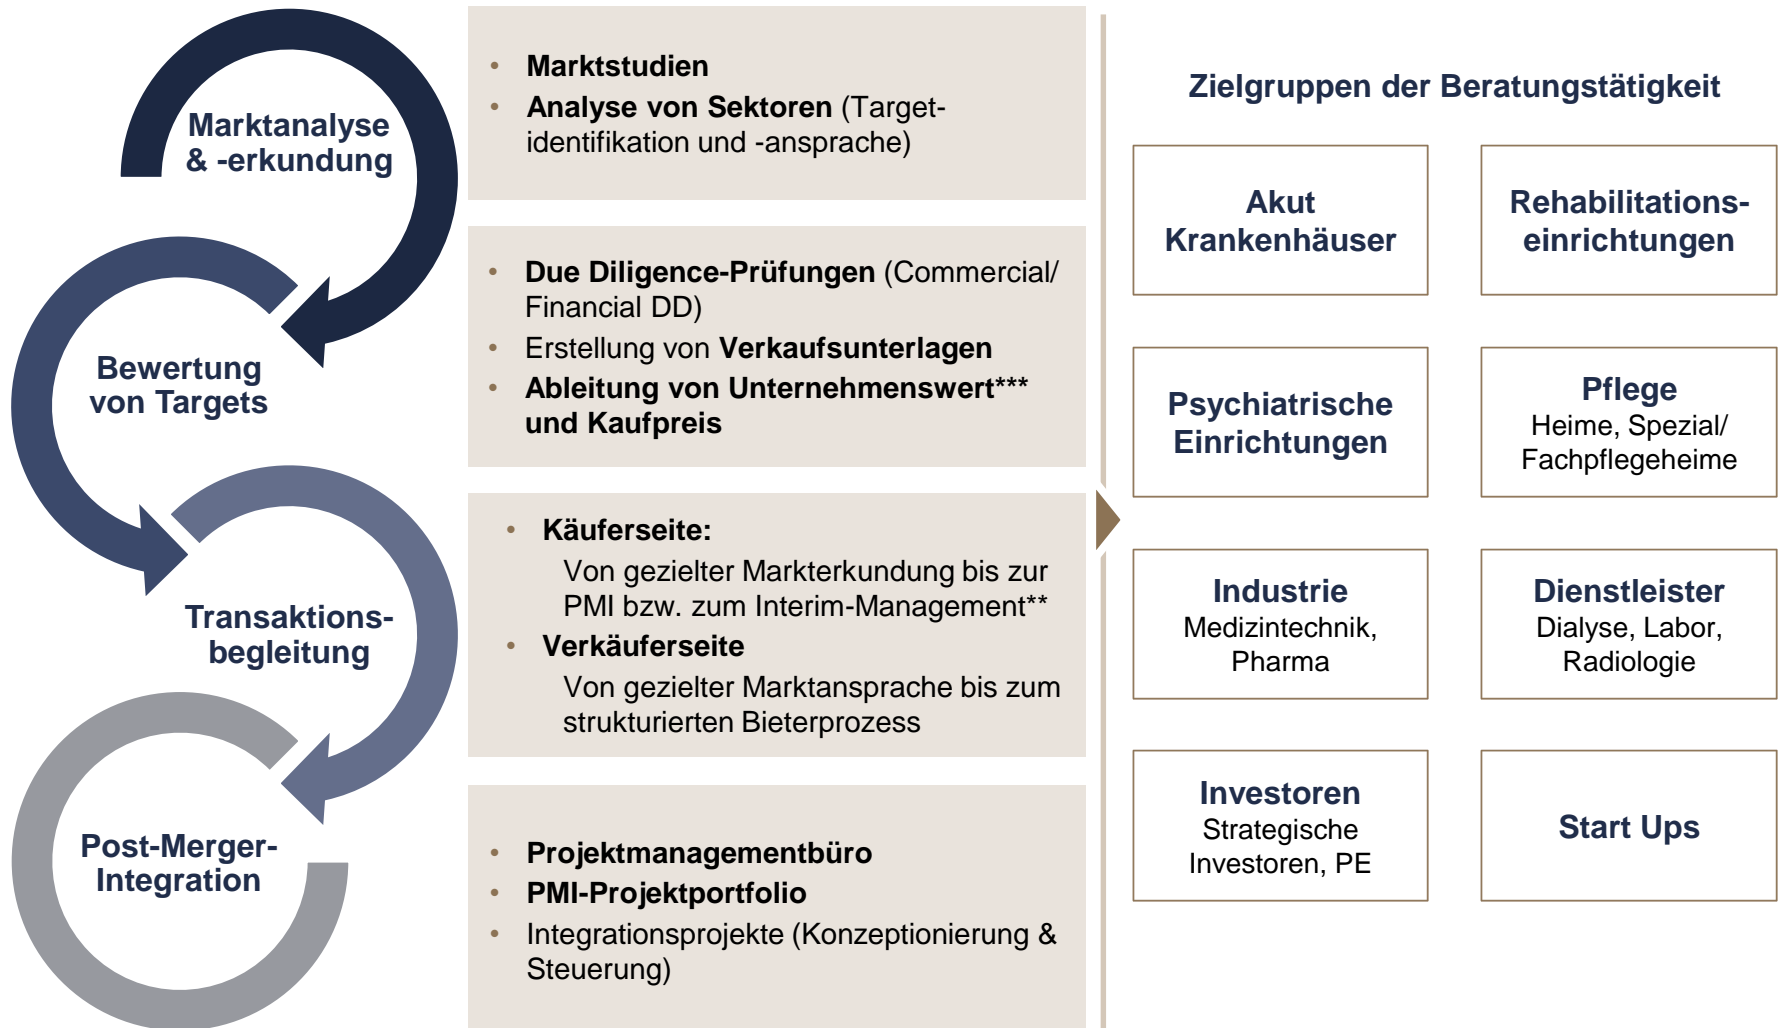 Marktanalyse
& -erkundung
• Marktstudien
• Analyse von Sektoren (Target-
identifikation und -ansprache)
Bewertung
von Targets
• Due Diligence-Prüfungen (Commercial/
Financial DD)
• Erstellung von Verkaufsunterlagen
• Ableitung von Unternehmenswert***
und Kaufpreis
Transaktions-
begleitung
• Käuferseite:
Von gezielter Markterkundung bis zur
PMI bzw. zum Interim-Management**
• Verkäuferseite
Von gezielter Marktansprache bis zum
strukturierten Bieterprozess
Post-Merger-
Integration
• Projektmanagementbüro
• PMI-Projektportfolio
• Integrationsprojekte (Konzeptionierung &
Steuerung)
Zielgruppen der Beratungstätigkeit
Akut
Krankenhäuser
Rehabilitations-
einrichtungen
Psychiatrische
Einrichtungen
Pflege
Heime, Spezial/
Fachpflegeheime
Industrie
Medizintechnik,
Pharma
Dienstleister
Dialyse, Labor,
Radiologie
Investoren
Strategische
Investoren, PE
Start Ups